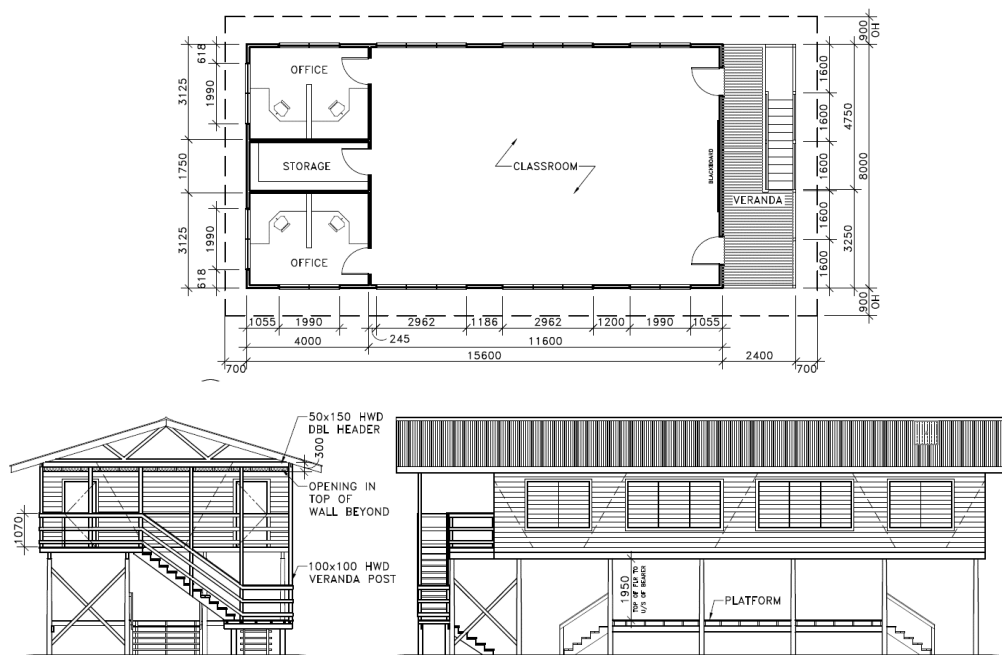 900
OH
618
OFFICE
1600
3125
1990
4750
1600
1750
STORAGE
CLASSROOM
BLACKBOARD
1600
8000
VERANDA
1600
3125
1990
3250
OFFICE
1600
618
900
OH
1055
1990
2962
1186
2962
1200
1990
1055
4000
245
11600
2400
15600
700
700
50x150 HWD
DBL HEADER
300
OPENING IN
TOP OF
WALL BEYOND
1070
100x100 HWD
VERANDA POST
1950
TOP OF FLR TO
U/S OF BEARER
PLATFORM